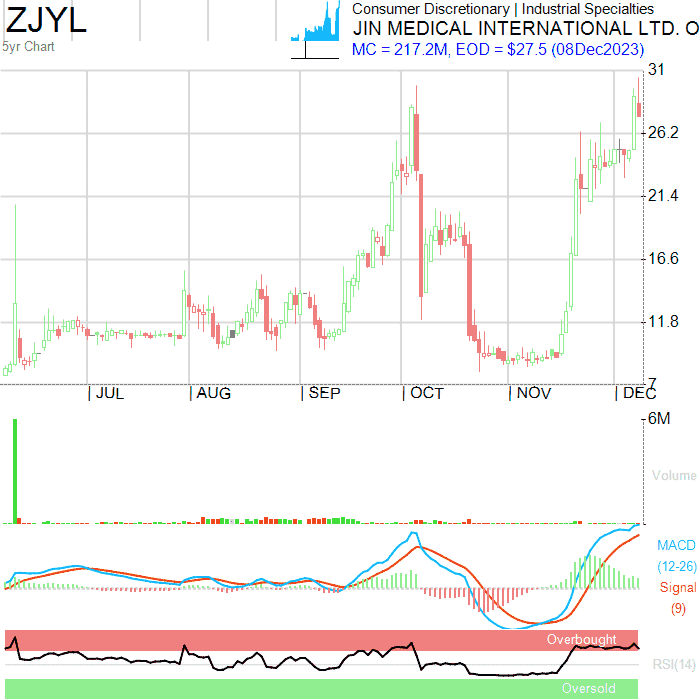 ZJYL
5yr Chart
Consumer Discretionary | Industrial Specialties
JIN MEDICAL INTERNATIONAL LTD. O
MC = 217.2M, EOD = $27.5 (08Dec2023)
31
26.2
21.4
16.6
11.8
7
JUL
AUG
SEP
OCT
NOV
DEC
6M
Volume
MACD
(12-26)
Signal
(9)
Overbought
RSI(14)
Oversold